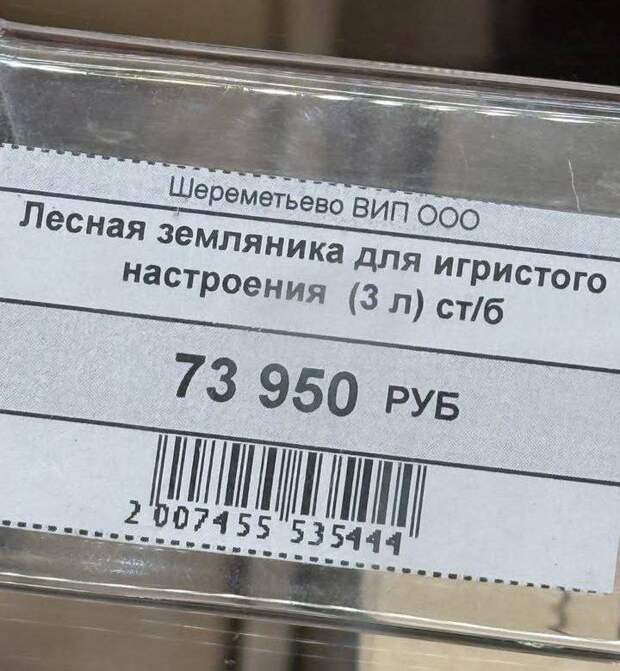 Шереметьево ВИП ООО
Лесная земляника для игристого
настроения (3 л) ст/б
73 950 РУБ
2 007455 535444